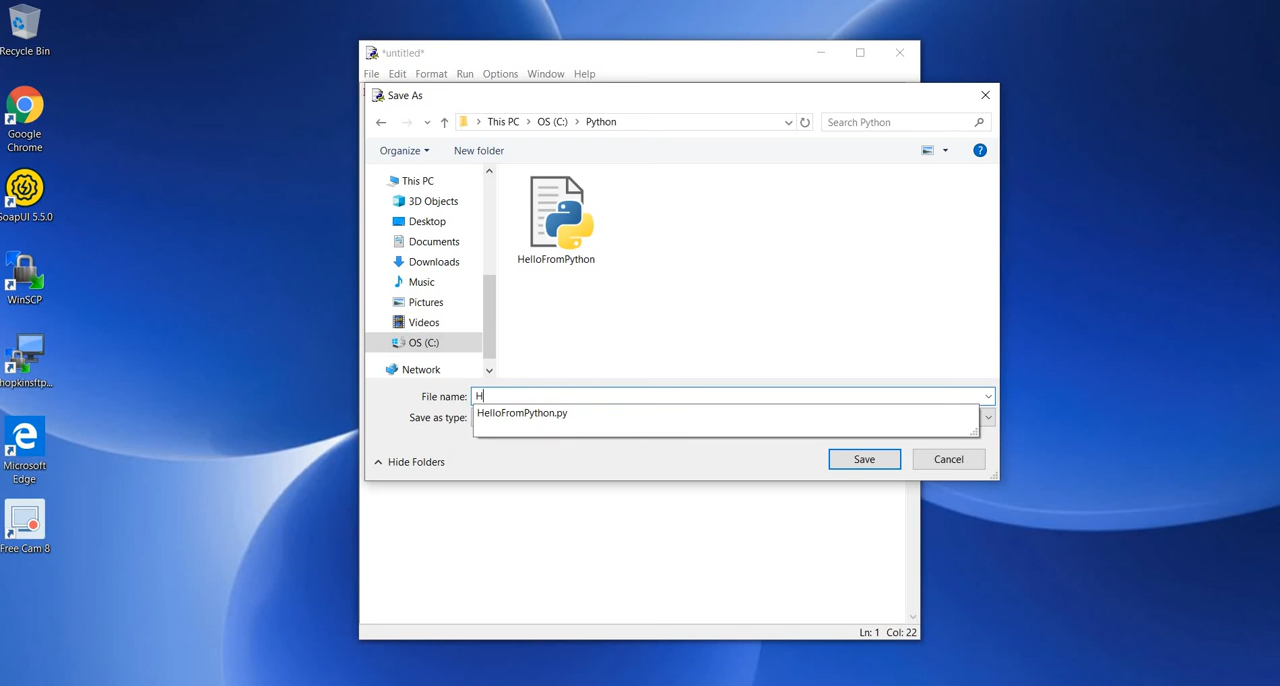 Recycle Bin
Google
Chrome
SoapUI 5.5.0
WinSCP
hopkinsftp...
Microsoft
Edge
Free Cam 8
*untitled*
File Edit Format Run Options Window Help
Save As
This PC > OS (C:) > Python
Search Python
Organize New folder
This PC
3D Objects
Desktop
Documents
Downloads
Music
Pictures
Videos
OS (C:)
Network
HelloFromPython
File name: H
HelloFromPython.py
Save as type:
Hide Folders
Save Cancel
Ln: 1 Col: 22